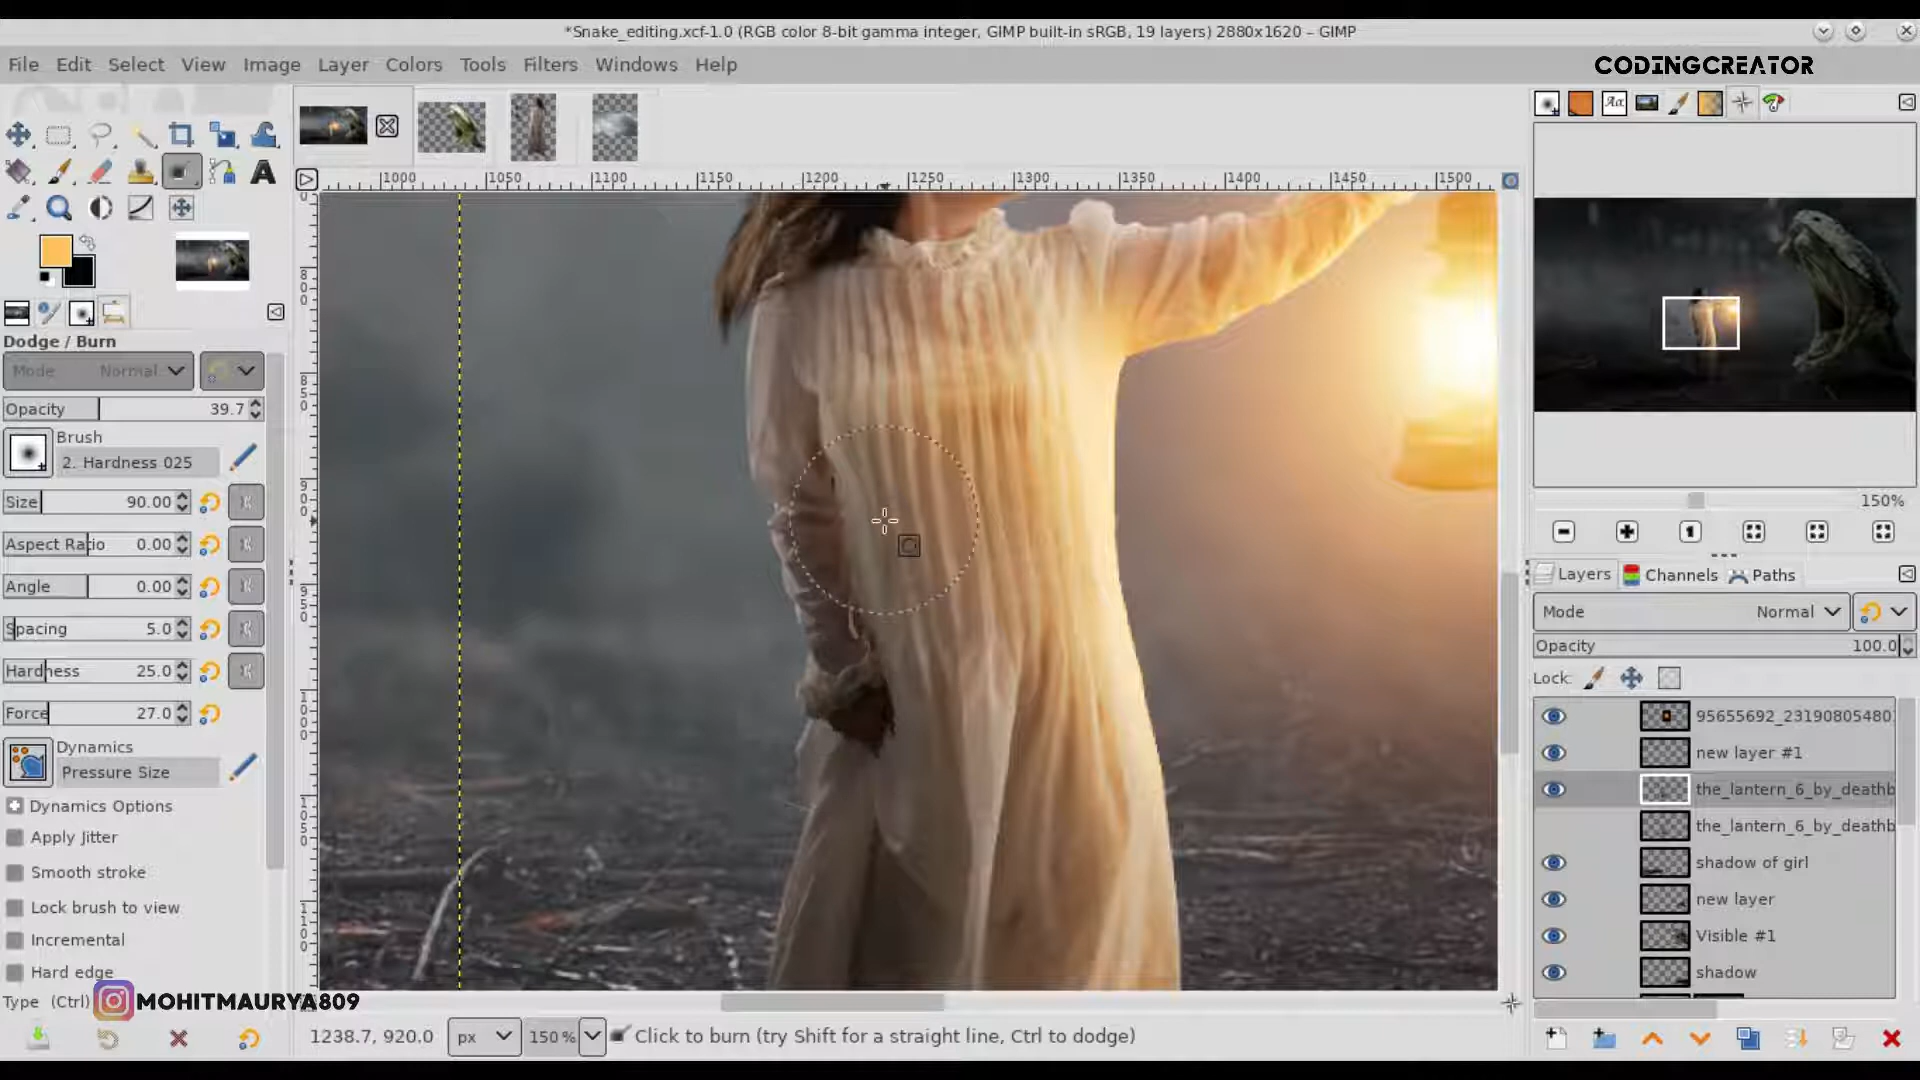 *Snake_editing.xcf-1.0 (RGB color 8-bit gamma integer, GIMP built-in sRGB, 19 layers) 2880x1620 – GIMP
File Edit Select View Image Layer Colors Tools Filters Windows Help
CODINGCREATOR
1000 1050 1100 1150 1200 1250 1300 1350 1400 1450 1500
Dodge / Burn
Mode Normal
Opacity 39.7
Brush
2. Hardness 025
Size 90.00
Aspect Ratio 0.00
Angle 0.00
Spacing 5.0
Hardness 25.0
Force 27.0
Dynamics
Pressure Size
Dynamics Options
Apply Jitter
Smooth stroke
Lock brush to view
Incremental
Hard edge
Type (Ctrl)
MOHITMAURYA809
1238.7, 920.0 px 150 % Click to burn (try Shift for a straight line, Ctrl to dodge)
150%
Layers Channels Paths
Mode Normal
Opacity 100.0
Lock:
95655692_23190805480
new layer #1
the_lantern_6_by_deathb
the_lantern_6_by_deathb
shadow of girl
new layer
Visible #1
shadow